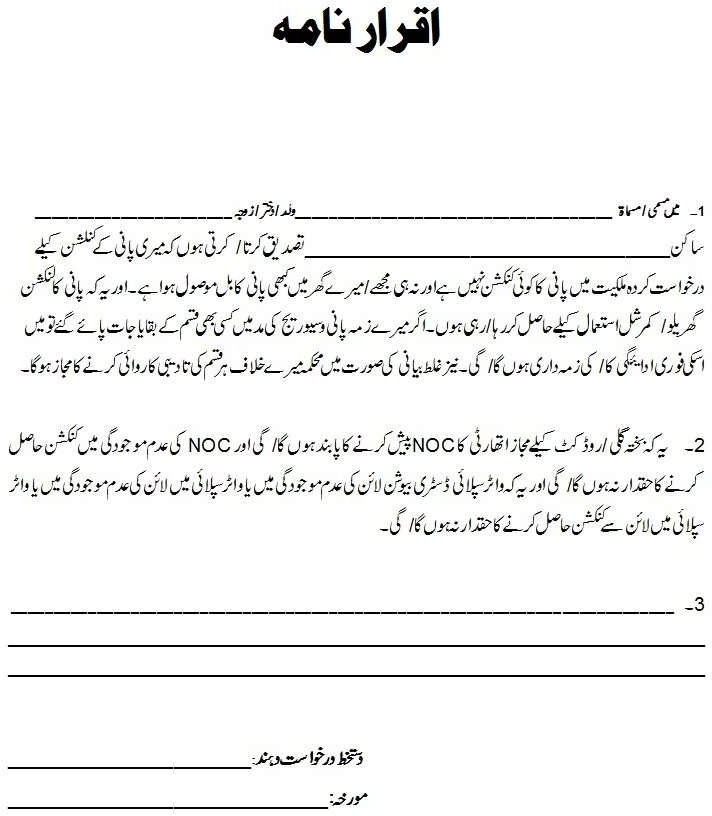 اقرار نامہ
1۔ میں مسمی / مسماۃ ________________ ولد / دختر / زوجہ ________________
ساکن ________________ تصدیق کرتا / کرتی ہوں کہ میری پانی کے کنکشن کیلے
درخواست کردہ ملکیت میں پانی کا کوئی کنکشن نہیں ہے اور نہ ہی مجھے / میرے گھر میں کبھی پانی کا بل موصول ہوا ہے۔ اور یہ کہ پانی کا لنکشن
گھریلو / کمرشل استعمال کیلے حاصل کر رہا / رہی ہوں۔ اگر میرے زمہ پانی و سیوریج کی مد میں کسی بھی قسم کے بقایا جات پائے گئے تو میں
اسکی فوری ادائیگی کا / کی زمہ داری ہوں گا / گی۔ نیز غلط بیانی کی صورت میں محکمہ میرے خلاف ہر قسم کی تادیبی کاروائی کرنے کا مجاز ہوگا۔
2۔ یہ کہ پختہ گلی / روڈ کٹ کیلے مجاز اتھارٹی کا NOC پیش کرنے کا پابند ہوں گا / گی اور NOC کی عدم موجودگی میں کنکشن حاصل
کرنے کا حقدار نہ ہوں گا / گی اور یہ کہ واٹر سپلائی ڈسٹری بیوشن لائن کی عدم موجودگی میں یا واٹر سپلائی میں لائن کی عدم موجودگی میں یا واٹر
سپلائی میں لائن سے کنکشن حاصل کرنے کا حقدار نہ ہوں گا / گی۔
3۔ ________________
دستخط درخواست دہند: ________________
مورخہ: ________________